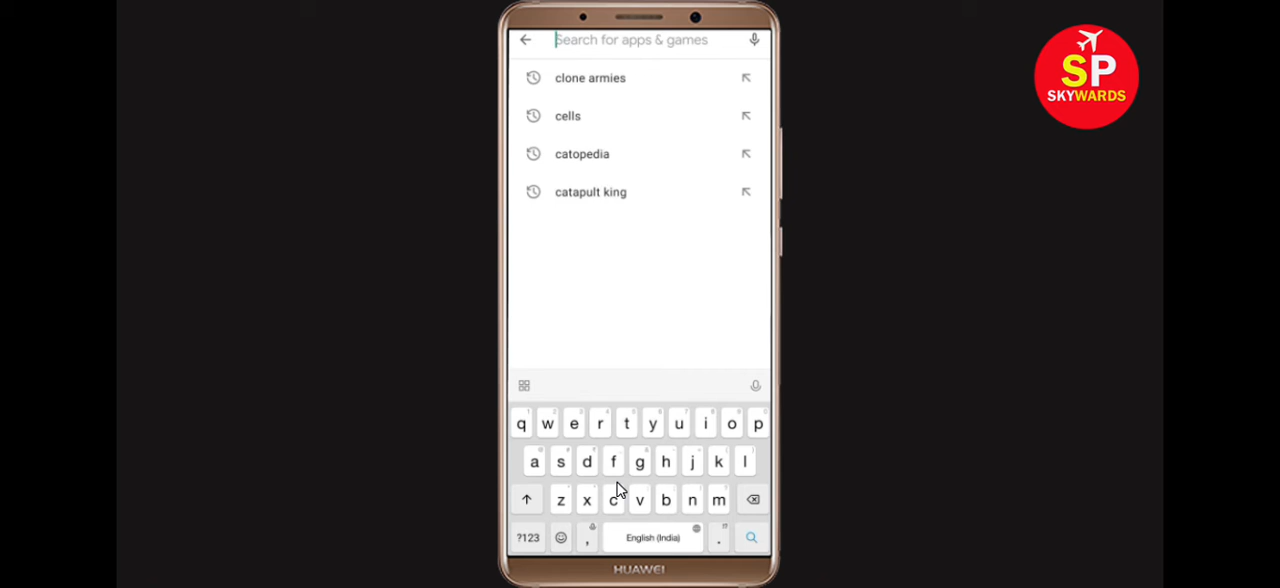 Search for apps & games
SP
SKYWARDS
clone armies
cells
catopedia
catapult king
q w e r t y u i o p
a s d f g h j k l
z x c v b n m
?123 , English (India) .
HUAWEI